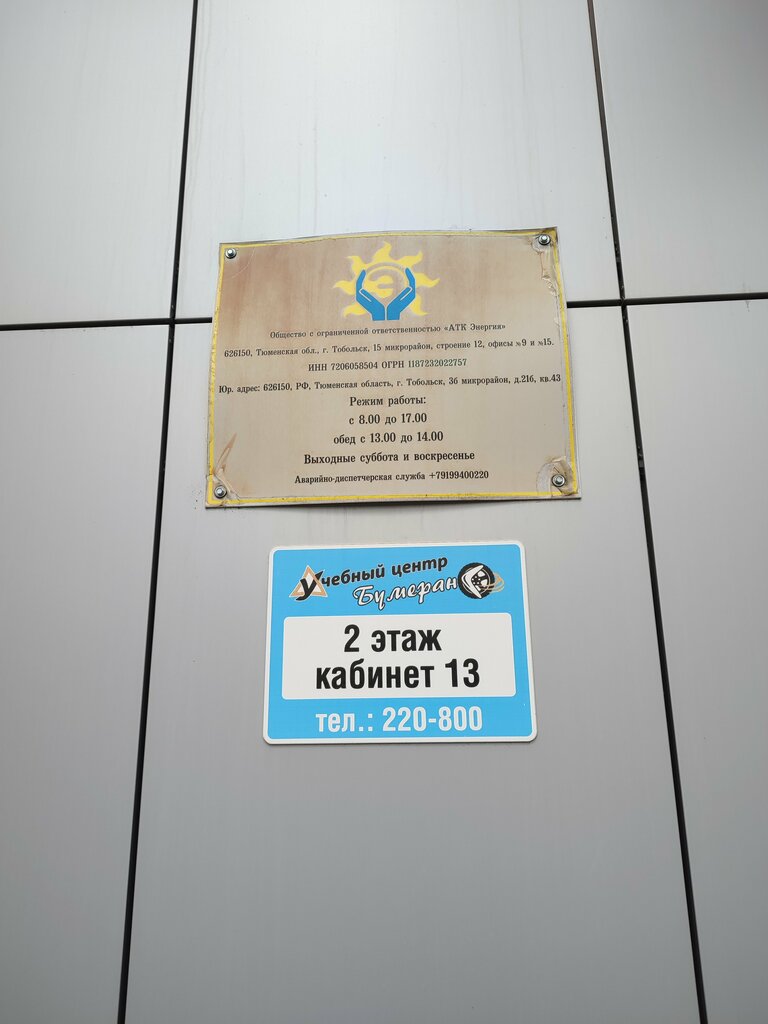 Э
Общество с ограниченной ответственностью «АТК Энергия»
626150, Тюменская обл., г. Тобольск, 15 микрорайон, строение 12, офисы №9 и №15.
ИНН 7206058504 ОГРН 1187232022757
Юр. адрес: 626150, РФ, Тюменская область, г. Тобольск, 3б микрорайон, д.21б, кв.43
Режим работы:
с 8.00 до 17.00
обед с 13.00 до 14.00
Выходные суббота и воскресенье
Аварийно-диспетчерская служба +79199400220
Учебный центр
Бумеран
2 этаж
кабинет 13
тел.: 220-800